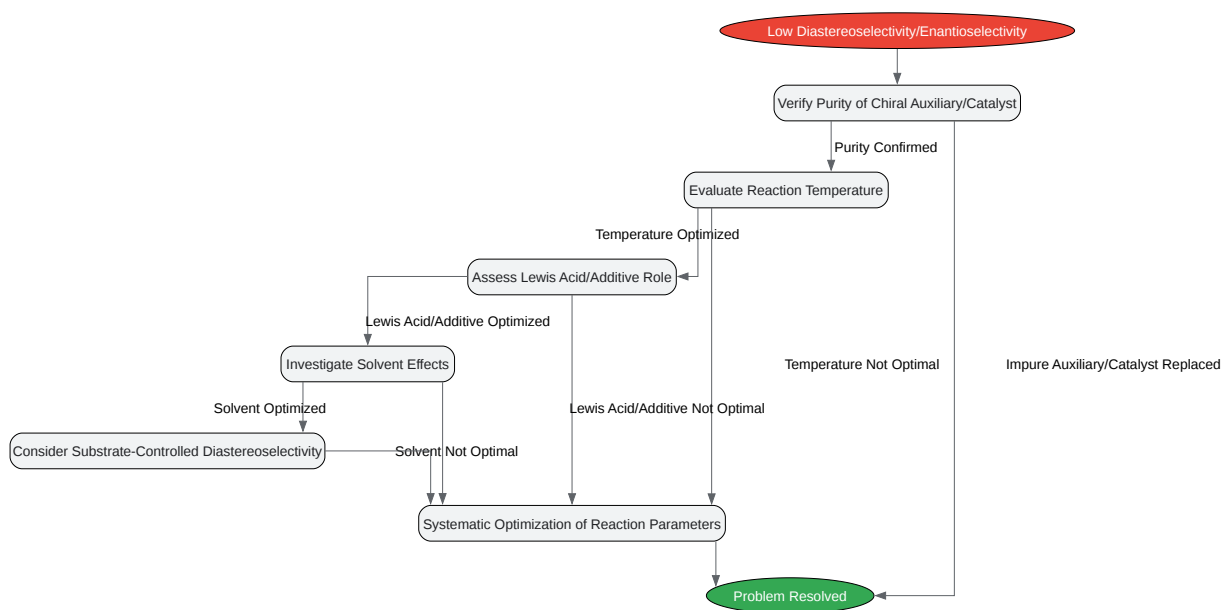 Low Diastereoselectivity/Enantioselectivity
Verify Purity of Chiral Auxiliary/Catalyst
Purity Confirmed
Evaluate Reaction Temperature
Temperature Optimized
Assess Lewis Acid/Additive Role
Lewis Acid/Additive Optimized
Investigate Solvent Effects
Temperature Not Optimal
Impure Auxiliary/Catalyst Replaced
Solvent Optimized
Lewis Acid/Additive Not Optimal
Consider Substrate-Controlled Diastereoselectivity
Solvent Not Optimal
Systematic Optimization of Reaction Parameters
Problem Resolved